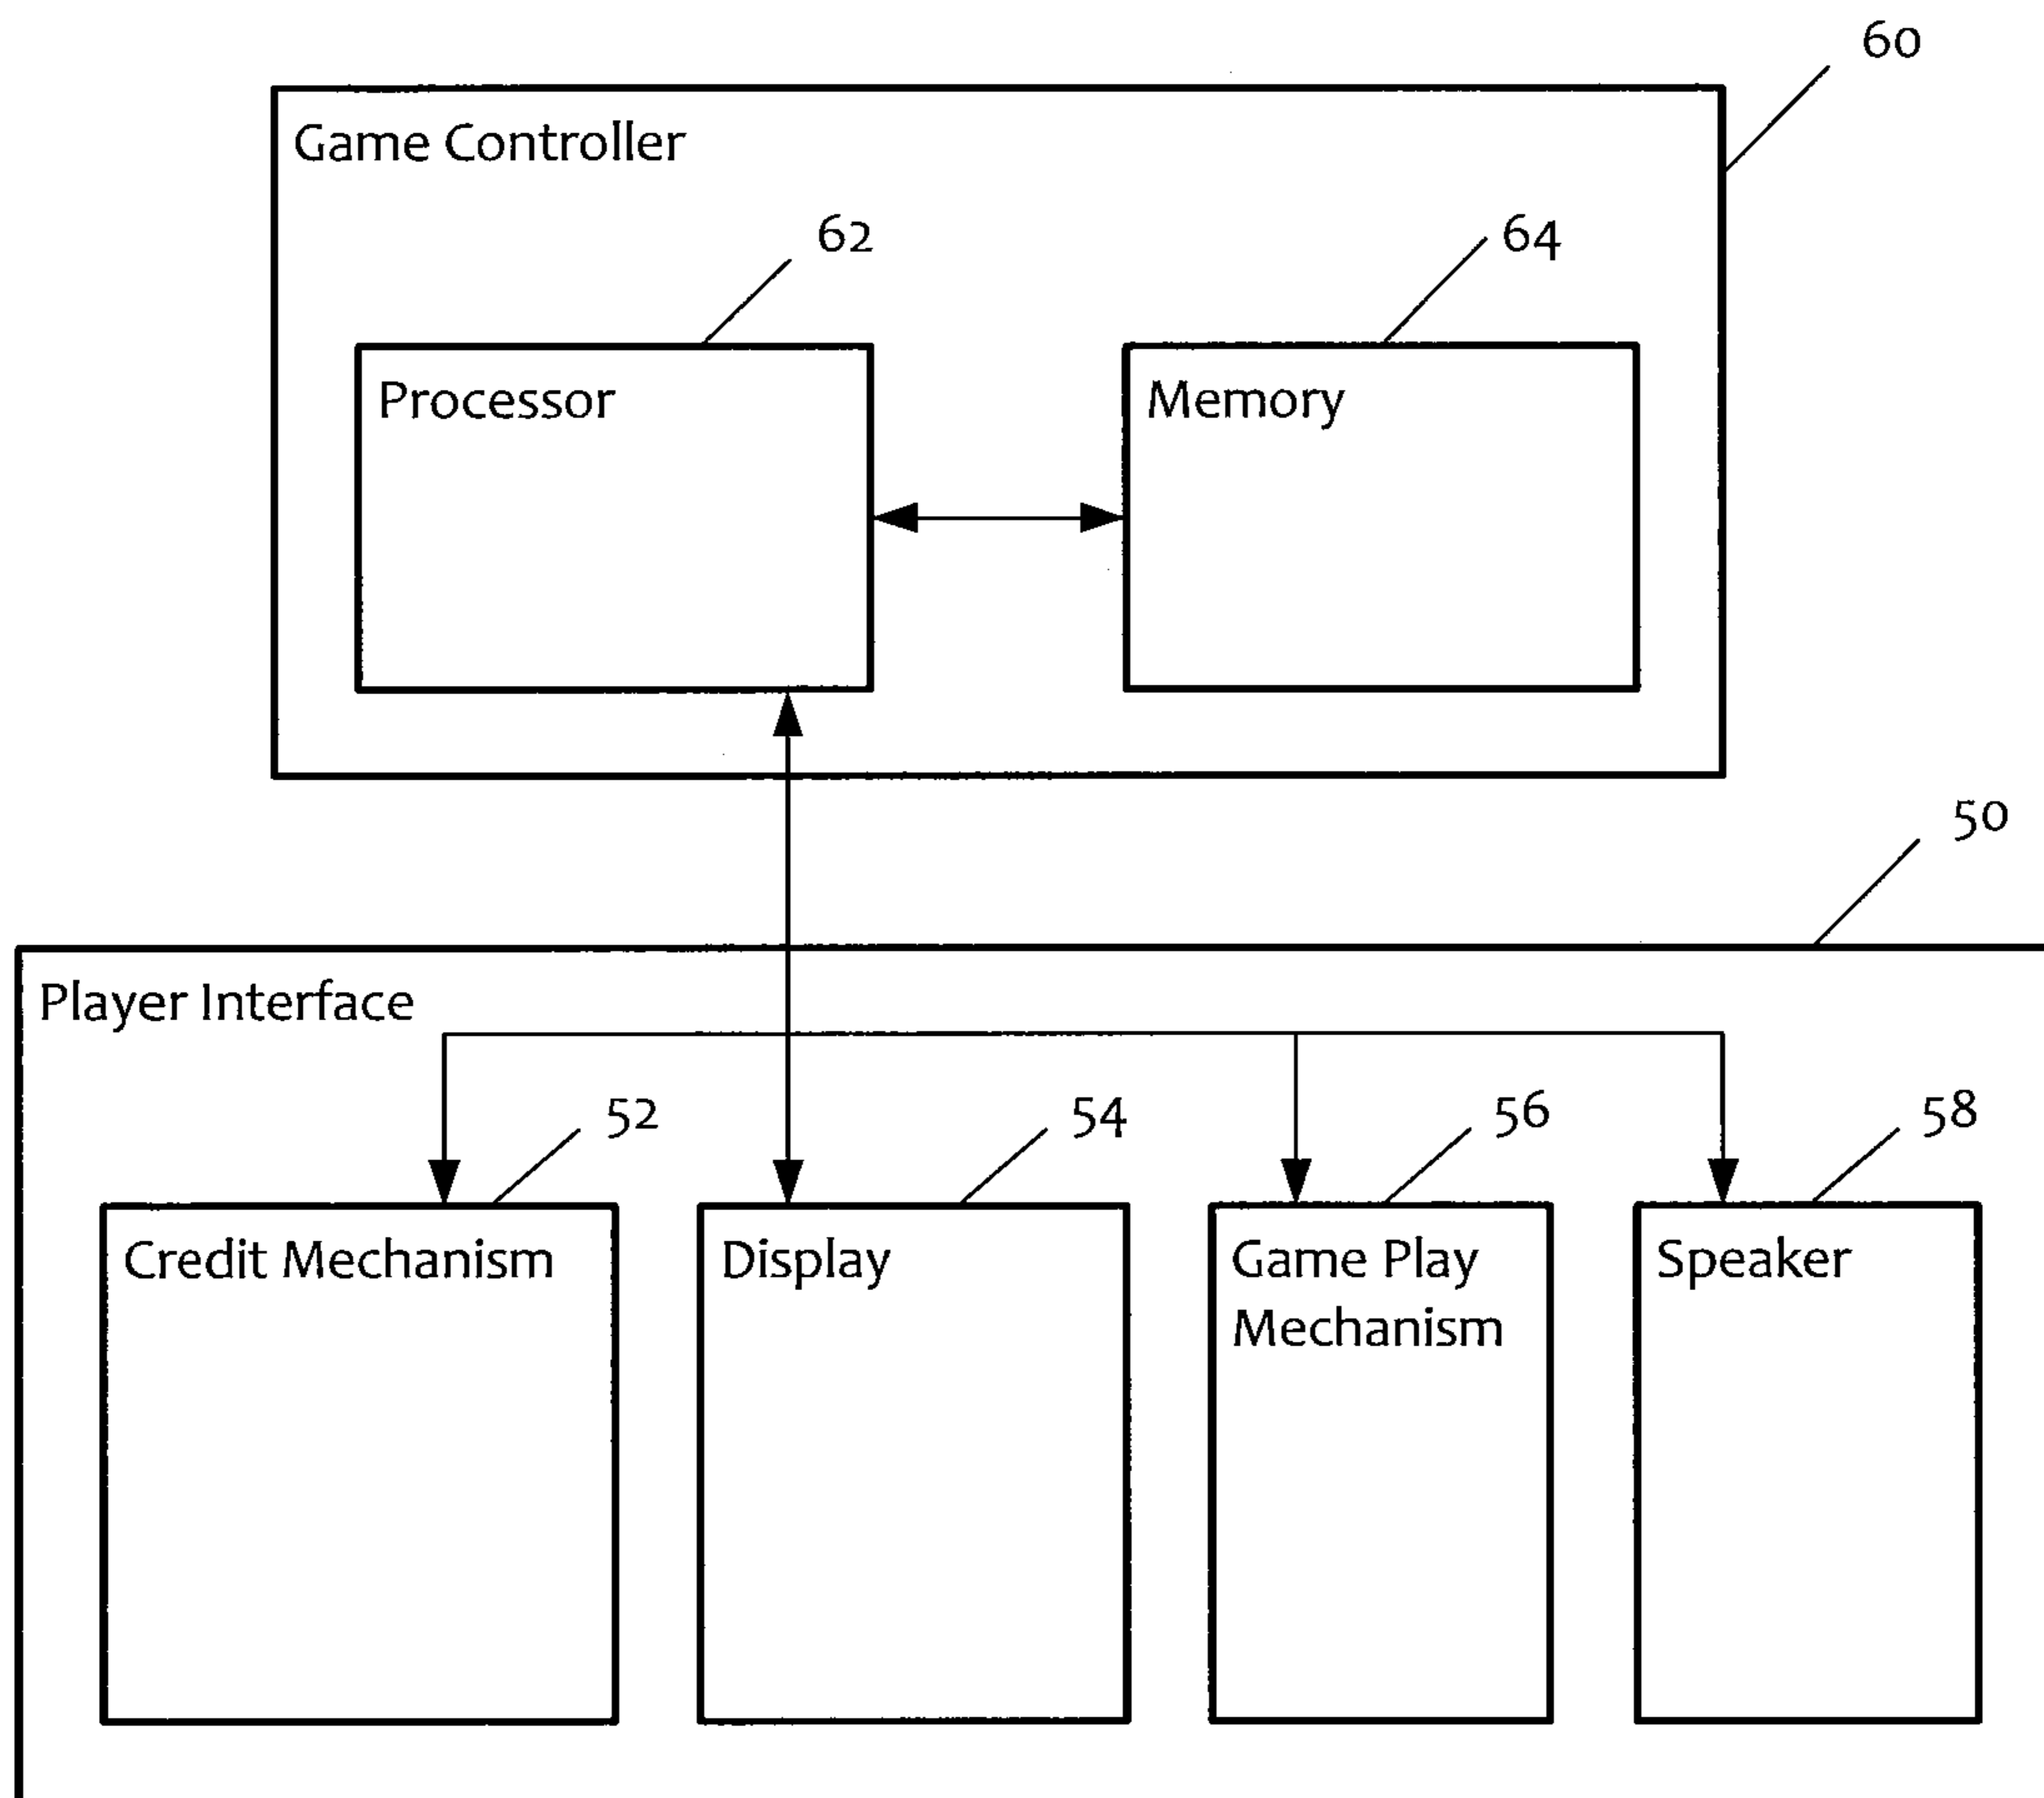 60
Game Controller
62
64
Processor
Memory
50
Player Interface
52
54
56
58
Credit Mechanism
Display
Game Play
Mechanism
Speaker